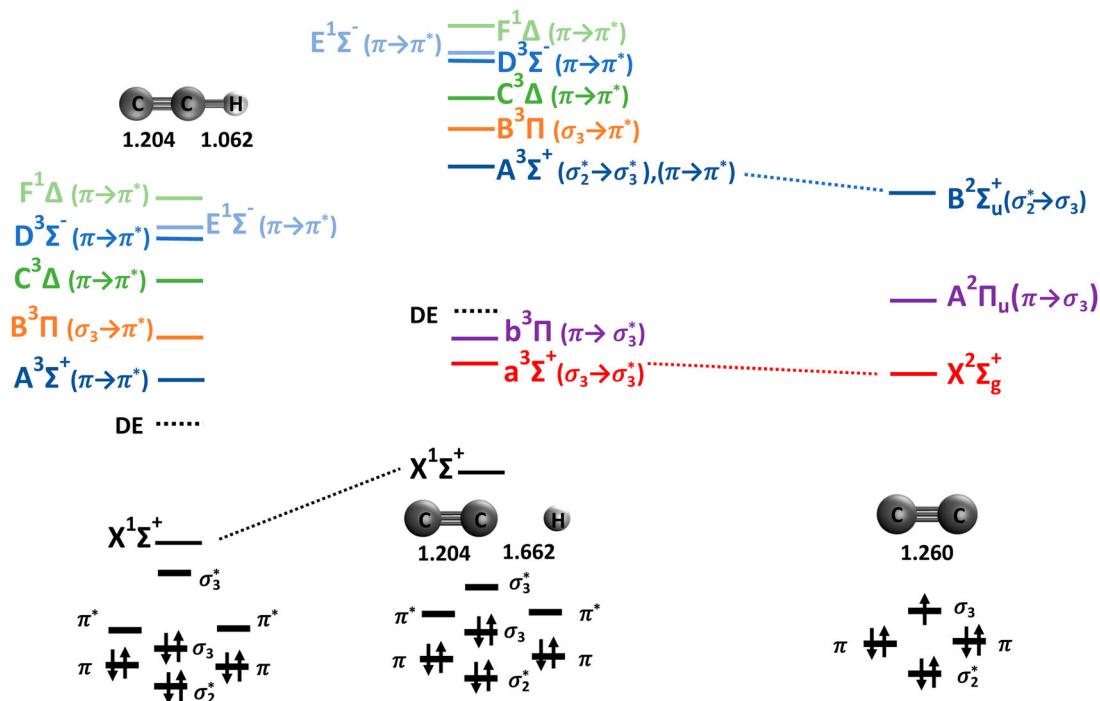 F¹Δ (π→π*)
E¹Σ⁻ (π→π*)
D³Σ⁻ (π→π*)
C³Δ (π→π*)
B³Π (σ₃→π*)
A³Σ⁺ (σ₂*→σ₃*),(π→π*)
C C H
1.204 1.062
F¹Δ (π→π*)
E¹Σ⁻ (π→π*)
D³Σ⁻ (π→π*)
C³Δ (π→π*)
B³Π (σ₃→π*)
A³Σ⁺ (π→π*)
DE
X¹Σ⁺
B²Σᵤ⁺(σ₂*→σ₃)
A²Πᵤ(π→σ₃)
X²Σg⁺
DE
b³Π (π→ σ₃*)
a³Σ⁺(σ₃→σ₃*)
X¹Σ⁺
C C H
1.204 1.662
C C
1.260
σ₃*
π* π*
σ₃
π π
σ₂*
σ₃*
π* π*
σ₃
π π
σ₂*
σ₃
π π
σ₂*